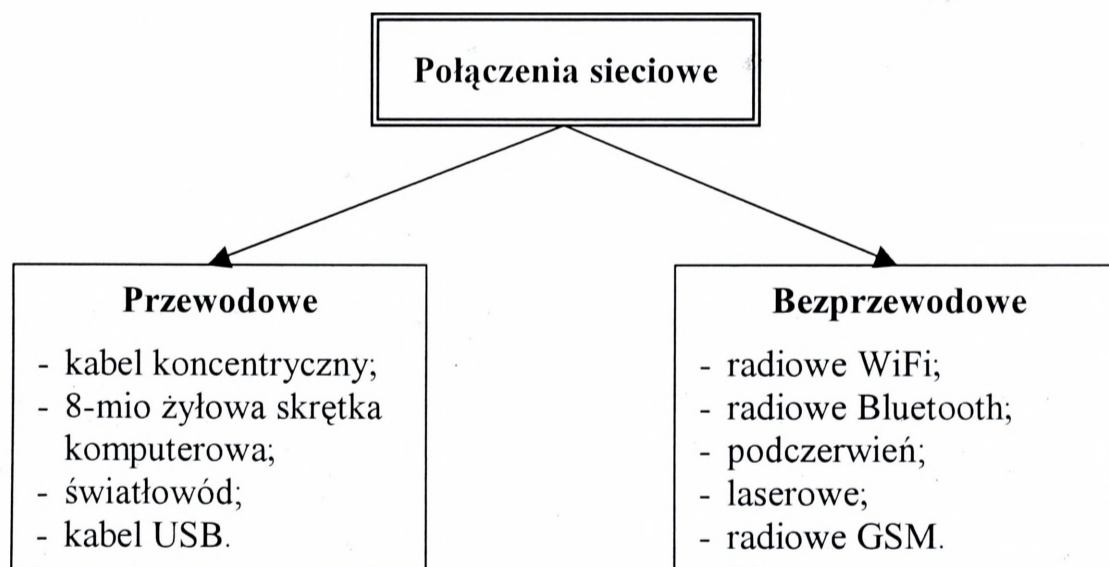 Połączenia sieciowe
Przewodowe
- kabel koncentryczny;
- 8-mio żyłowa skrętka
komputerowa;
- światłowód;
- kabel USB.
Bezprzewodowe
- radiowe WiFi;
- radiowe Bluetooth;
- podczerwień;
- laserowe;
- radiowe GSM.